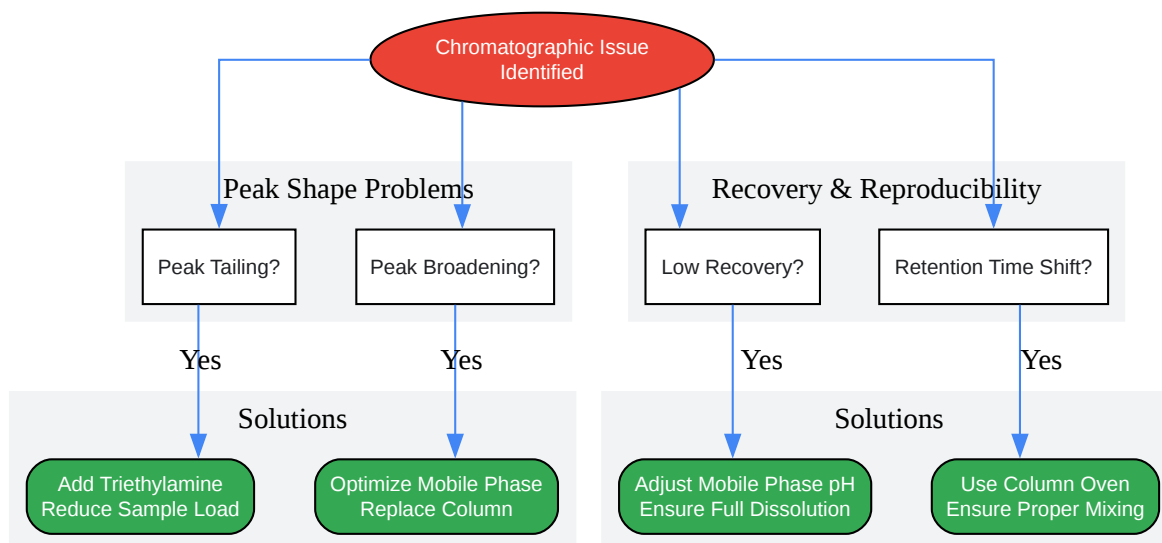 Chromatographic Issue
Identified
Peak Shape Problems
Recovery & Reproducibility
Peak Tailing?
Peak Broadening?
Low Recovery?
Retention Time Shift?
Yes
Yes
Yes
Yes
Solutions
Solutions
Add Triethylamine
Reduce Sample Load
Optimize Mobile Phase
Replace Column
Adjust Mobile Phase pH
Ensure Full Dissolution
Use Column Oven
Ensure Proper Mixing